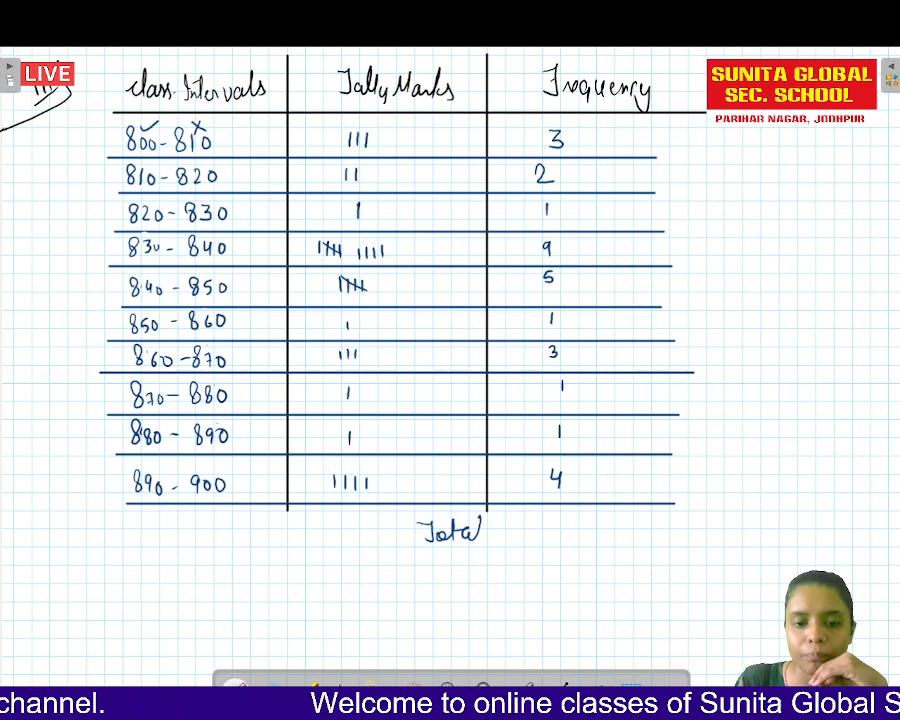 LIVE
SUNITA GLOBAL
SEC. SCHOOL
PARIHAR NAGAR, JODHPUR
Class Intervals Tally Marks Frequency
800-810 ||| 3
810-820 || 2
820-830 | 1
830-840 |||| |||| 9
840-850 |||| 5
850-860 | 1
860-870 ||| 3
870-880 | 1
880-890 | 1
890-900 |||| 4
Total
channel. Welcome to online classes of Sunita Global S